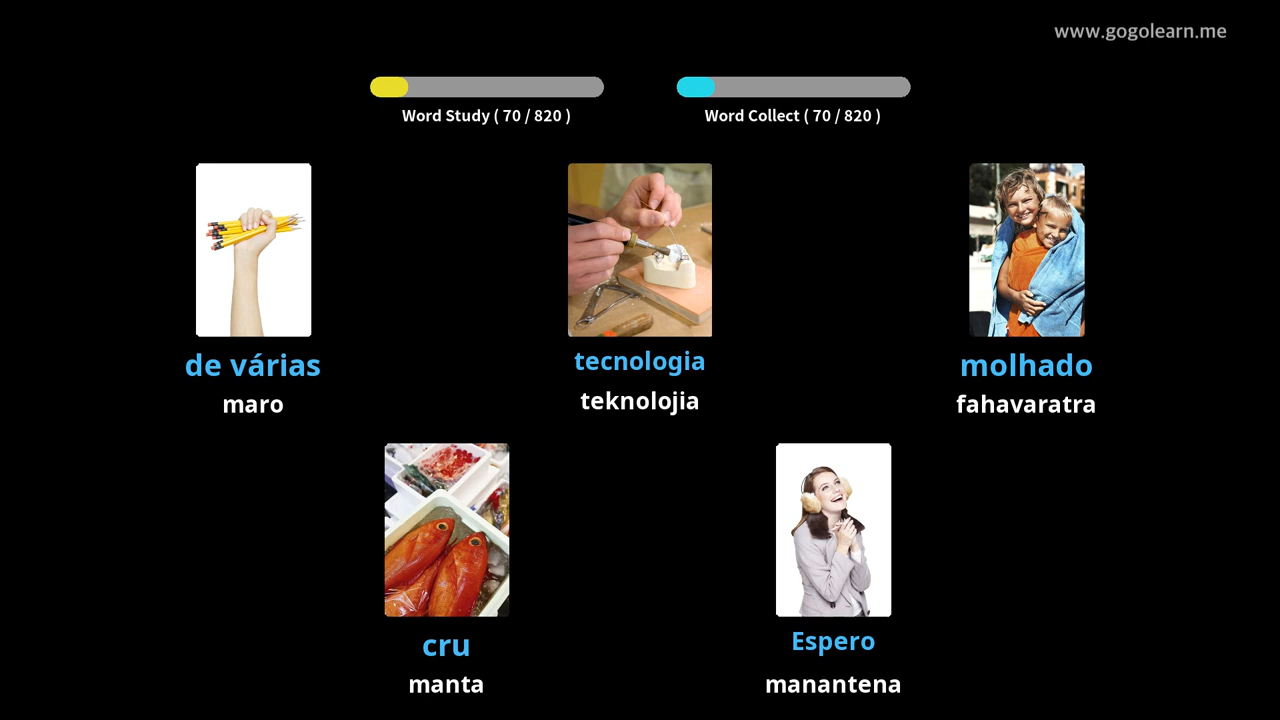 www.gogolearn.me
Word Study ( 70 / 820 )
Word Collect ( 70 / 820 )
de várias
maro
tecnologia
teknolojia
molhado
fahavaratra
cru
manta
Espero
manantena